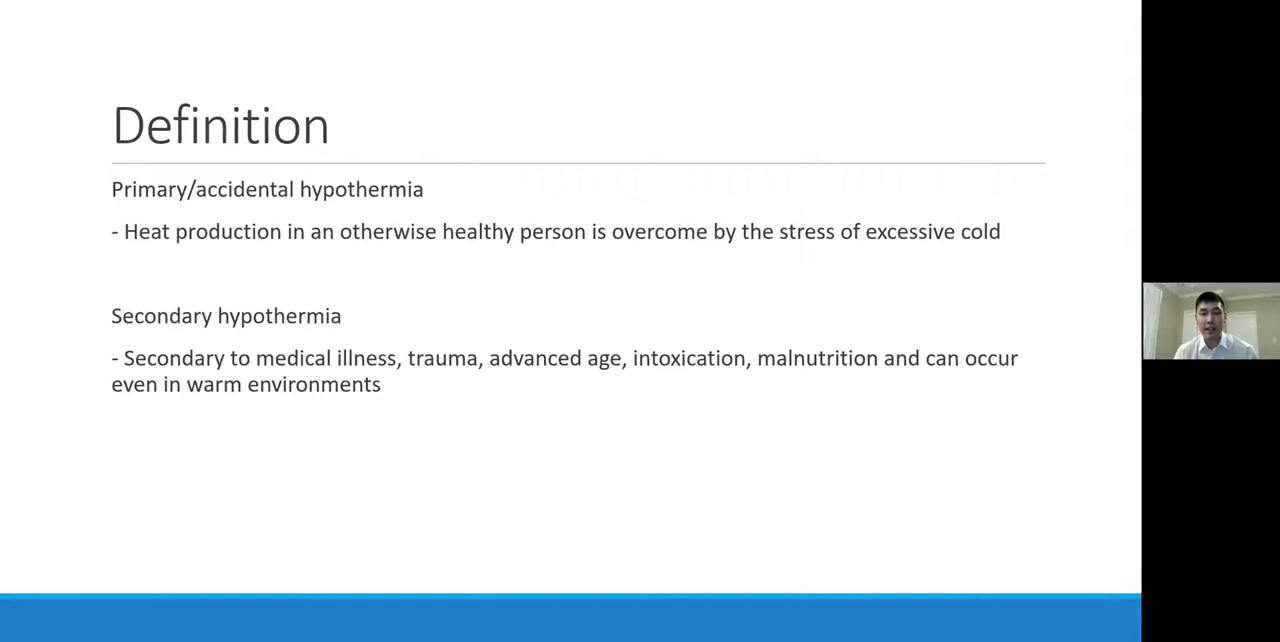 Definition
Primary/accidental hypothermia
- Heat production in an otherwise healthy person is overcome by the stress of excessive cold
Secondary hypothermia
- Secondary to medical illness, trauma, advanced age, intoxication, malnutrition and can occur
even in warm environments